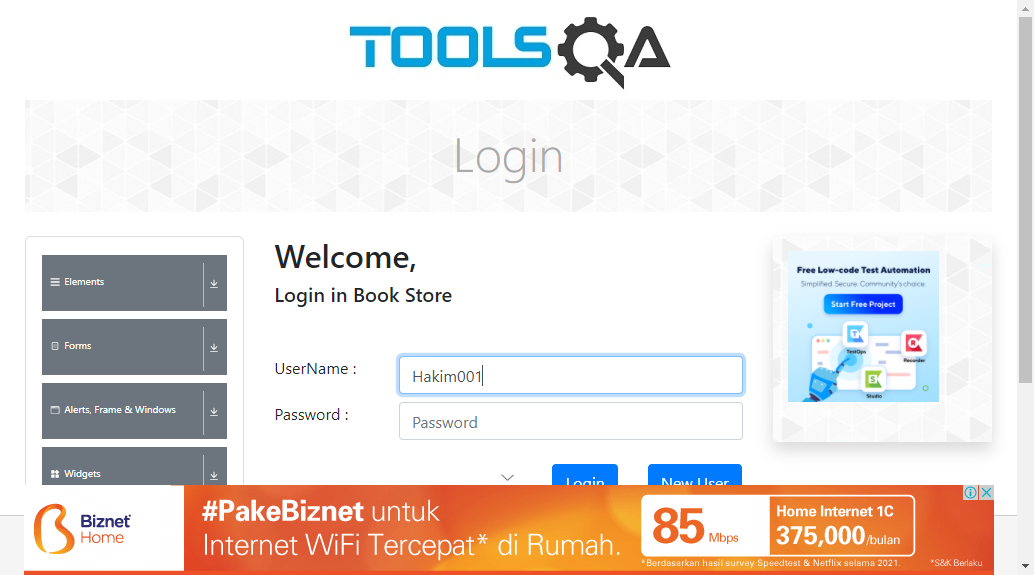 TOOLSQA
Login
Elements
Forms
Alerts, Frame & Windows
Widgets
Welcome,
Login in Book Store
UserName :
Hakim001
Password :
Password
Login
New User
Free Low-code Test Automation
Simplified. Secure. Community's choice
Start Free Project
TestOps
Recorder
Studio
Biznet
Home
#PakeBiznet untuk
Internet WiFi Tercepat* di Rumah.
85 Mbps
Home Internet 1C
375,000/bulan
*Berdasarkan hasil survey Speedtest & Netflix selama 2021.
*S&K Berlaku